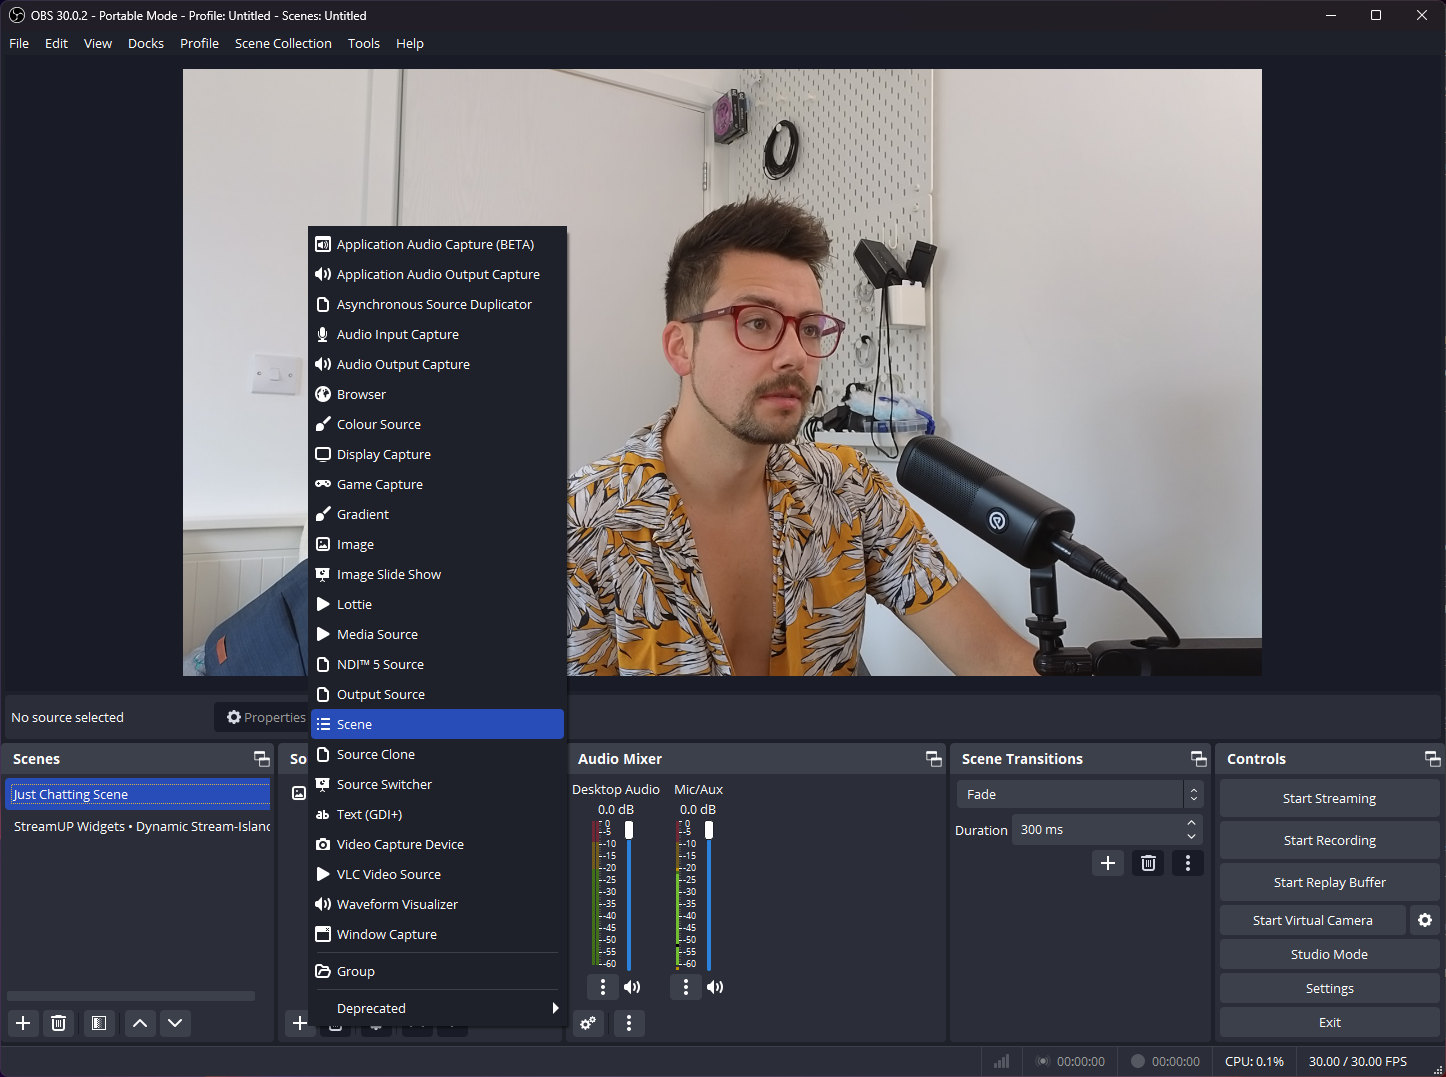 OBS 30.0.2 - Portable Mode - Profile: Untitled - Scenes: Untitled
File Edit View Docks Profile Scene Collection Tools Help
Application Audio Capture (BETA)
Application Audio Output Capture
Asynchronous Source Duplicator
Audio Input Capture
Audio Output Capture
Browser
Colour Source
Display Capture
Game Capture
Gradient
Image
Image Slide Show
Lottie
Media Source
NDI™ 5 Source
Output Source
Scene
Source Clone
Source Switcher
Text (GDI+)
Video Capture Device
VLC Video Source
Waveform Visualizer
Window Capture
Group
Deprecated
No source selected
Properties
Scenes
Just Chatting Scene
StreamUP Widgets • Dynamic Stream-Island
So
Audio Mixer
Desktop Audio
0.0 dB
0
-5
-10
-15
-20
-25
-30
-35
-40
-45
-50
-55
-60
Mic/Aux
0.0 dB
0
-5
-10
-15
-20
-25
-30
-35
-40
-45
-50
-55
-60
Scene Transitions
Fade
Duration 300 ms
Controls
Start Streaming
Start Recording
Start Replay Buffer
Start Virtual Camera
Studio Mode
Settings
Exit
00:00:00 00:00:00 CPU: 0.1% 30.00 / 30.00 FPS